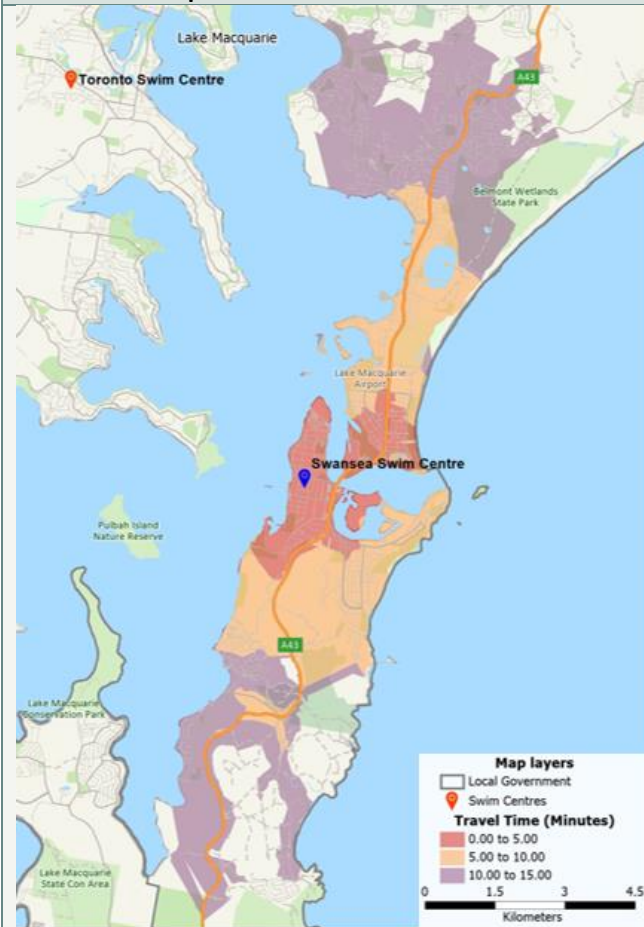 Lake Macquarie
Toronto Swim Centre
A43
Belmont Wetlands
State Park
Lake Macquarie
Airport
Swansea Swim Centre
Pulbah Island
Nature Reserve
A43
Lake Macquarie
Conservation Park
Lake Macquarie
State Con Area
Map layers
Local Government
Swim Centres
Travel Time (Minutes)
0.00 to 5.00
5.00 to 10.00
10.00 to 15.00
0 1.5 3 4.5
Kilometers